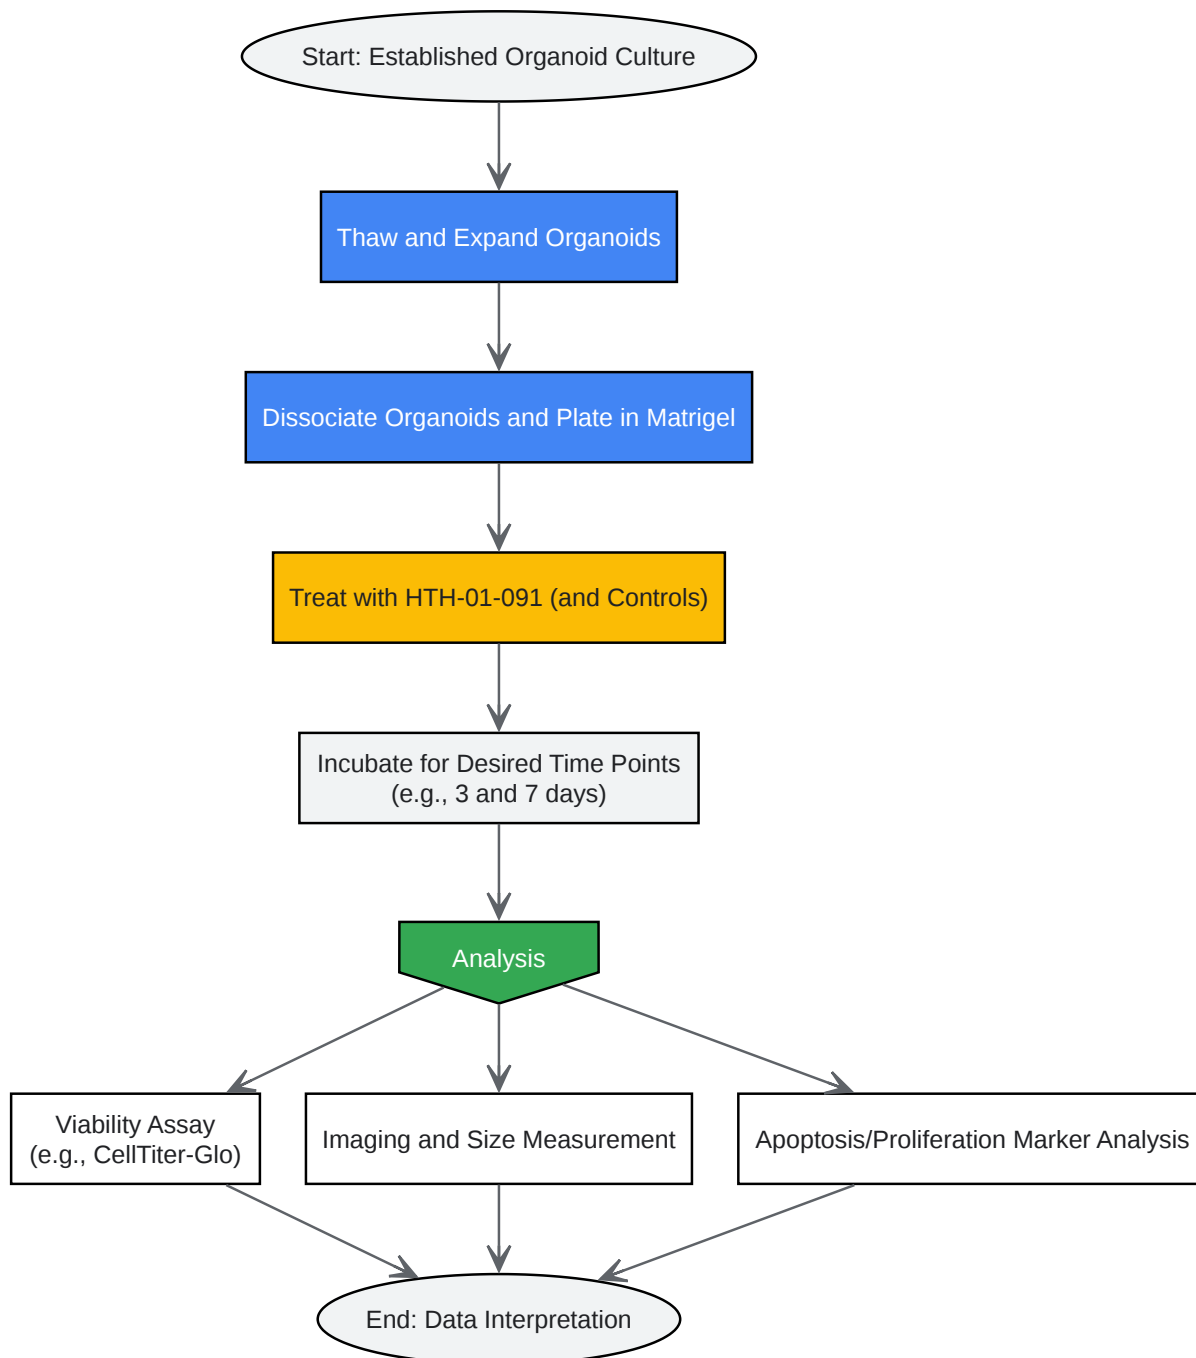 Start: Established Organoid Culture
Thaw and Expand Organoids
Dissociate Organoids and Plate in Matrigel
Treat with HTH-01-091 (and Controls)
Incubate for Desired Time Points
(e.g., 3 and 7 days)
Analysis
Viability Assay
(e.g., CellTiter-Glo)
Imaging and Size Measurement
Apoptosis/Proliferation Marker Analysis
End: Data Interpretation